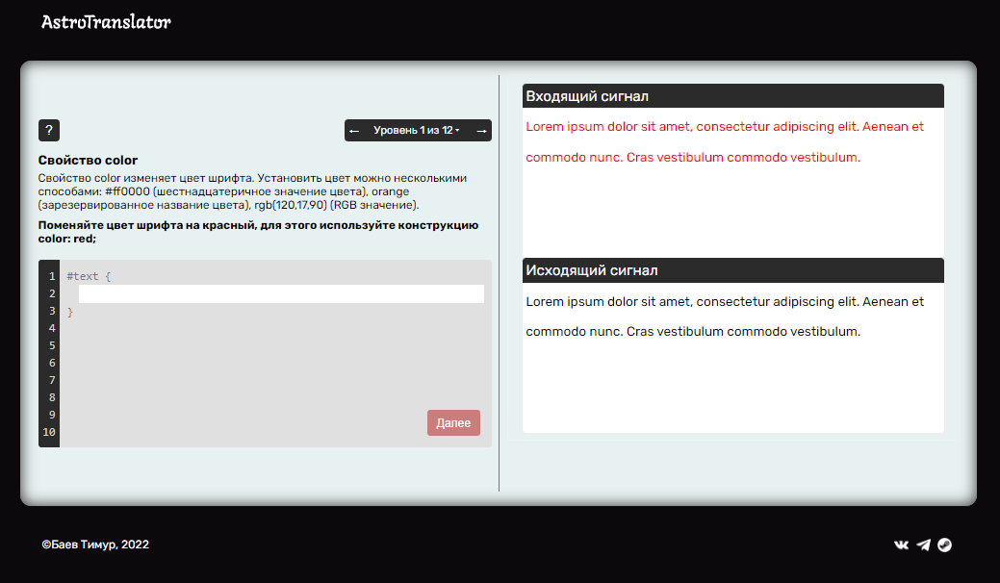 AstroTranslator
?
← Уровень 1 из 12 →
Свойство color
Свойство color изменяет цвет шрифта. Установить цвет можно несколькими
способами: #ff0000 (шестнадцатеричное значение цвета), orange
(зарезервированное название цвета), rgb(120,17,90) (RGB значение).
Поменяйте цвет шрифта на красный, для этого используйте конструкцию
color: red;
1 #text {
2
3 }
4
5
6
7
8
9
10
Далее
Входящий сигнал
Lorem ipsum dolor sit amet, consectetur adipiscing elit. Aenean et
commodo nunc. Cras vestibulum commodo vestibulum.
Исходящий сигнал
Lorem ipsum dolor sit amet, consectetur adipiscing elit. Aenean et
commodo nunc. Cras vestibulum commodo vestibulum.
©Баев Тимур, 2022